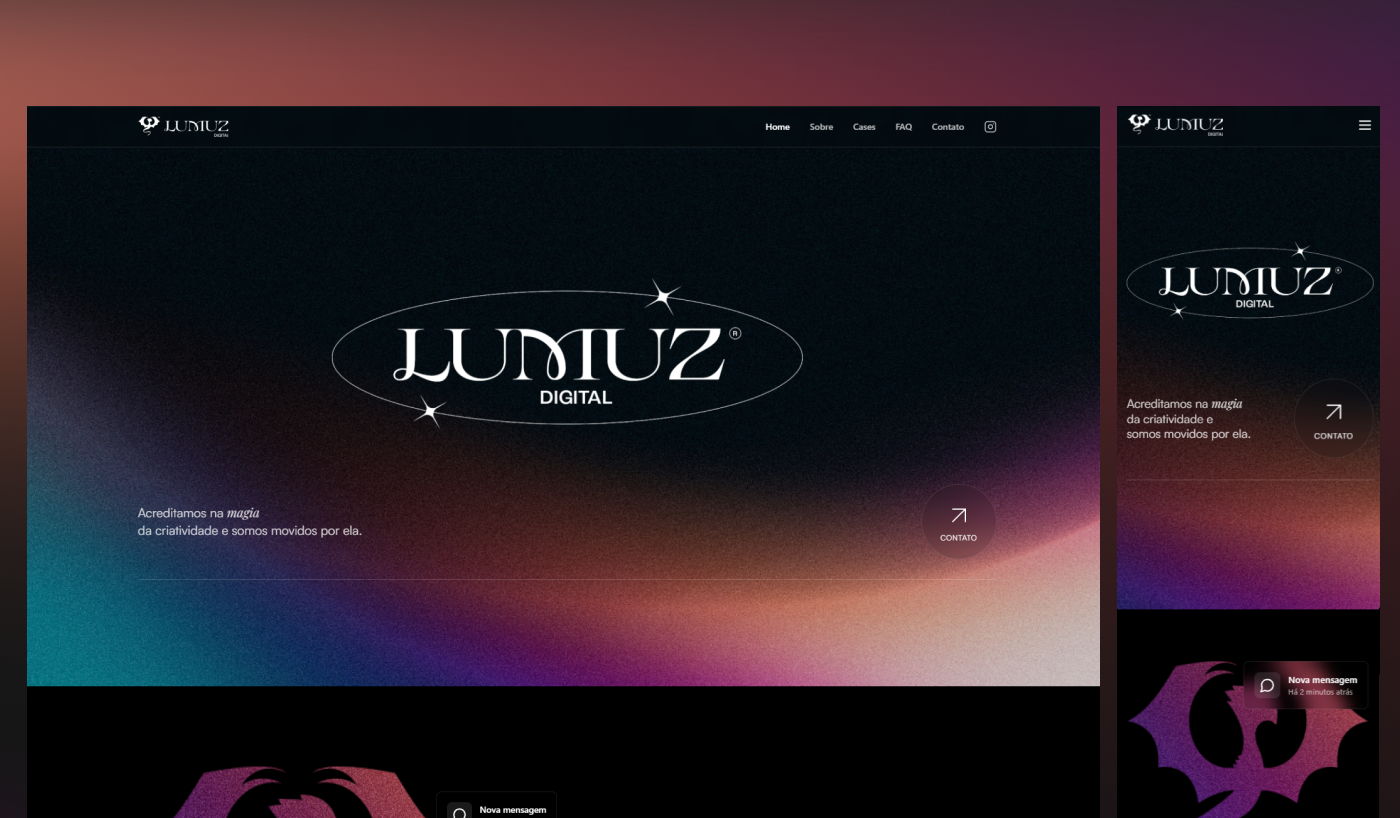 LUMUZ
DIGITAL
Home Sobre Cases FAQ Contato
LUMUZ ®
DIGITAL
Acreditamos na magia
da criatividade e somos movidos por ela.
CONTATO
Nova mensagem
LUMUZ
DIGITAL
LUMUZ ®
DIGITAL
Acreditamos na magia
da criatividade e
somos movidos por ela.
CONTATO
Nova mensagem
Há 2 minutos atrás